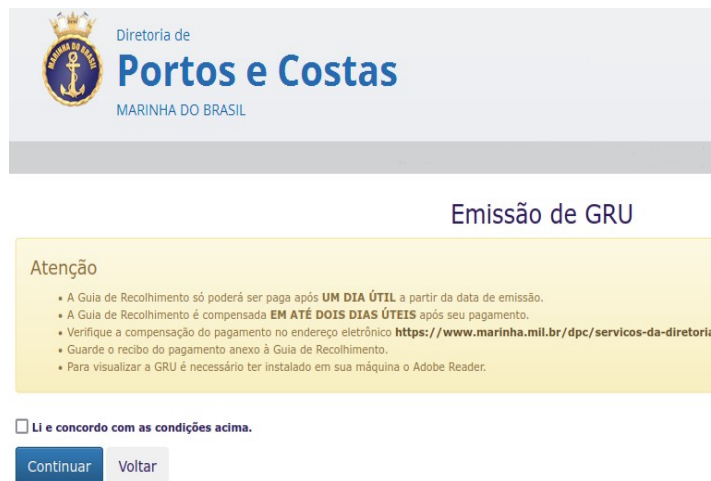 MARINHA DO BRASIL
Diretoria de
Portos e Costas
MARINHA DO BRASIL
Emissão de GRU
Atenção
• A Guia de Recolhimento só poderá ser paga após UM DIA ÚTIL a partir da data de emissão.
• A Guia de Recolhimento é compensada EM ATÉ DOIS DIAS ÚTEIS após seu pagamento.
• Verifique a compensação do pagamento no endereço eletrônico https://www.marinha.mil.br/dpc/servicos-da-diretoria
• Guarde o recibo do pagamento anexo à Guia de Recolhimento.
• Para visualizar a GRU é necessário ter instalado em sua máquina o Adobe Reader.
Li e concordo com as condições acima.
Continuar Voltar